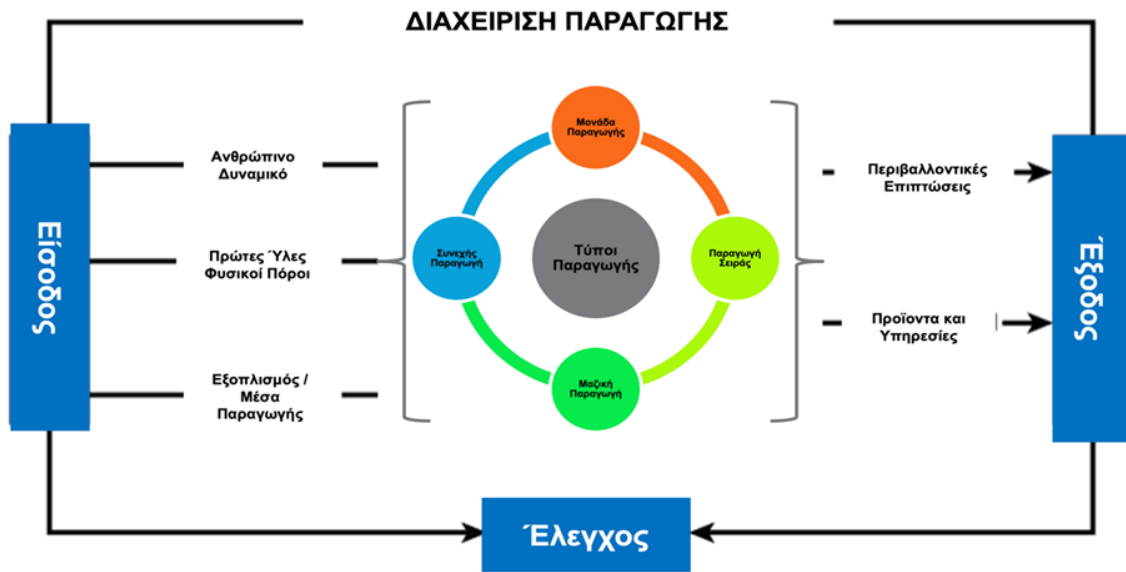 ΔΙΑΧΕΙΡΙΣΗ ΠΑΡΑΓΩΓΗΣ
Είσοδος
Ανθρώπινο
Δυναμικό
Πρώτες Ύλες
Φυσικοί Πόροι
Εξοπλισμός /
Μέσα
Παραγωγής
Μονάδα
Παραγωγής
Συνεχής
Παραγωγή
Τύποι
Παραγωγής
Παραγωγή
Σειράς
Μαζική
Παραγωγή
Περιβαλλοντικές
Επιπτώσεις
Προϊοντα και
Υπηρεσίες
Έξοδος
Έλεγχος